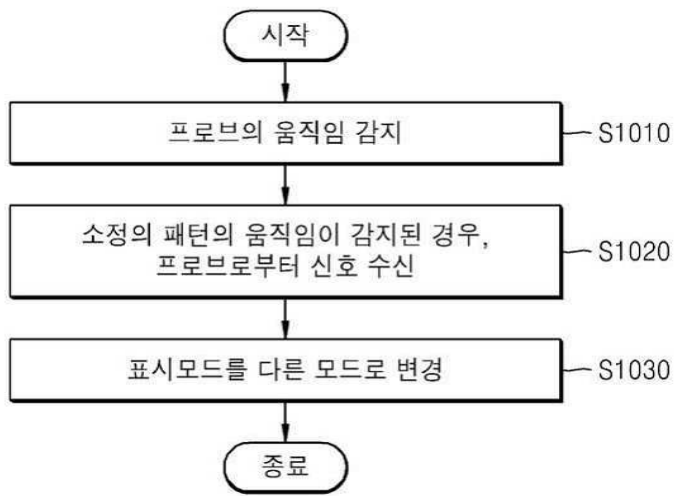 시작
프로브의 움직임 감지
S1010
소정의 패턴의 움직임이 감지된 경우,
프로브로부터 신호 수신
S1020
표시모드를 다른 모드로 변경
S1030
종료